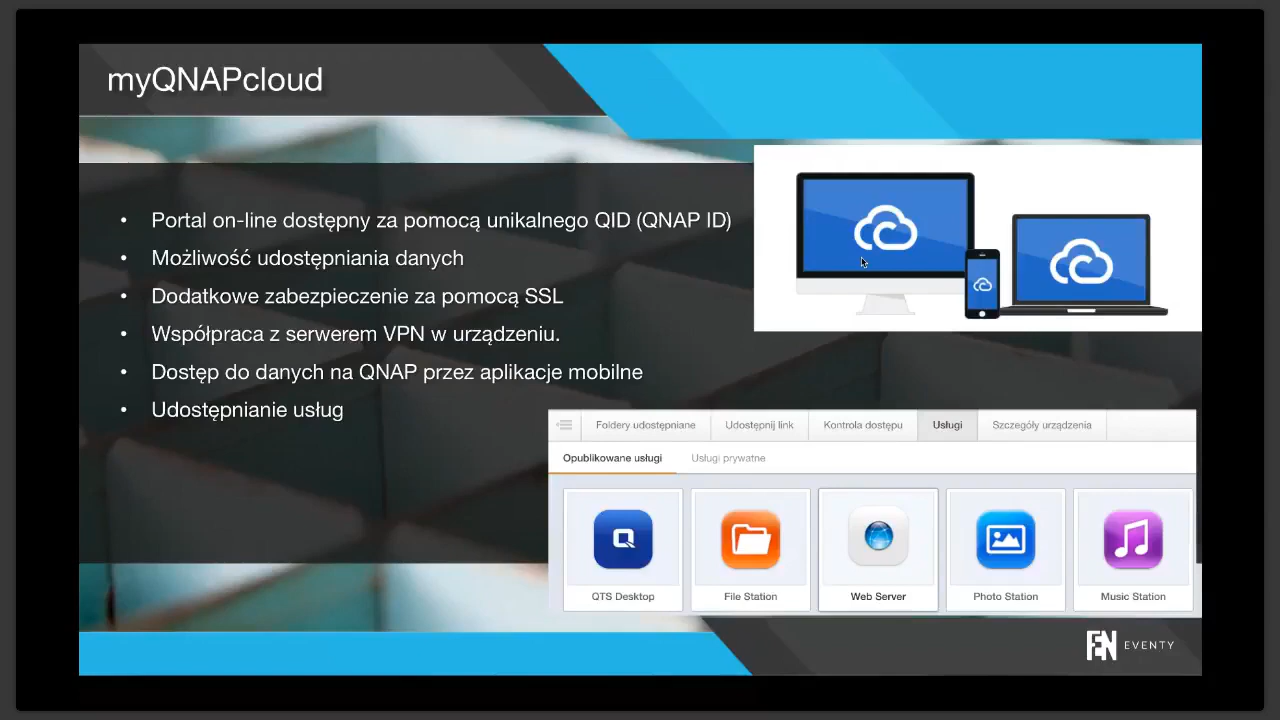 myQNAPcloud
• Portal on-line dostępny za pomocą unikalnego QID (QNAP ID)
• Możliwość udostępniania danych
• Dodatkowe zabezpieczenie za pomocą SSL
• Współpraca z serwerem VPN w urządzeniu.
• Dostęp do danych na QNAP przez aplikacje mobilne
• Udostępnianie usług
Foldery udostępniane Udostępnij link Kontrola dostępu Usługi Szczegóły urządzenia
Opublikowane usługi Usługi prywatne
QTS Desktop File Station Web Server Photo Station Music Station
FEN EVENTY